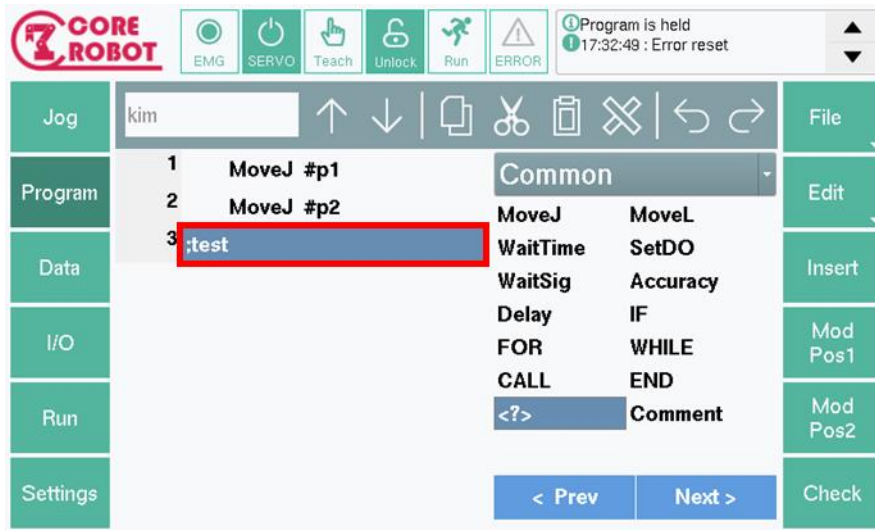 CORE
ROBOT
EMG
SERVO
Teach
Unlock
Run
ERROR
Program is held
17:32:49 : Error reset
Jog
Program
Data
I/O
Run
Settings
kim
1 MoveJ #p1
2 MoveJ #p2
3 ;test
Common
MoveJ MoveL
WaitTime SetDO
WaitSig Accuracy
Delay IF
FOR WHILE
CALL END
<?> Comment
< Prev Next >
File
Edit
Insert
Mod
Pos1
Mod
Pos2
Check